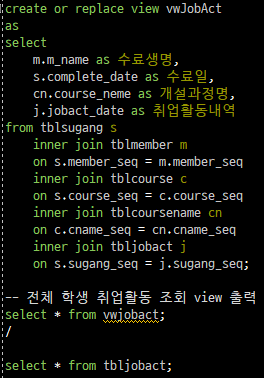 create or replace view vwJobAct
as
select
m.m_name as 수료생명,
s.complete_date as 수료일,
cn.course_neme as 개설과정명,
j.jobact_date as 취업활동내역
from tblsugang s
inner join tblmember m
on s.member_seq = m.member_seq
inner join tblcourse c
on s.course_seq = c.course_seq
inner join tblcoursename cn
on c.cname_seq = cn.cname_seq
inner join tbljobact j
on s.sugang_seq = j.sugang_seq;
-- 전체 학생 취업활동 조회 view 출력
select * from vwjobact;
/
select * from tbljobact;